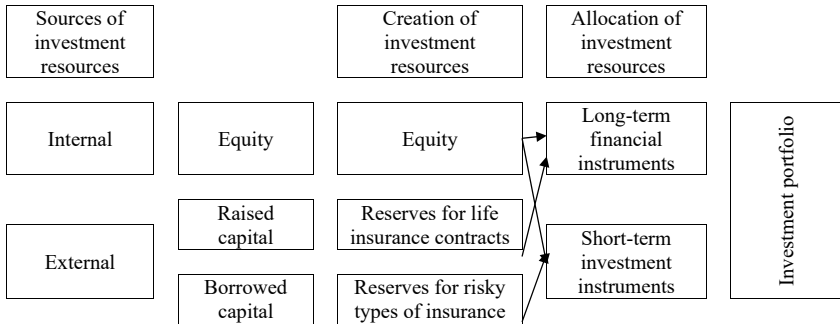 Sources of
investment
resources
Creation of
investment
resources
Allocation of
investment
resources
Internal
Equity
Equity
Long-term
financial
instruments
Investment portfolio
External
Raised
capital
Reserves for life
insurance contracts
Short-term
investment
instruments
Borrowed
capital
Reserves for risky
types of insurance